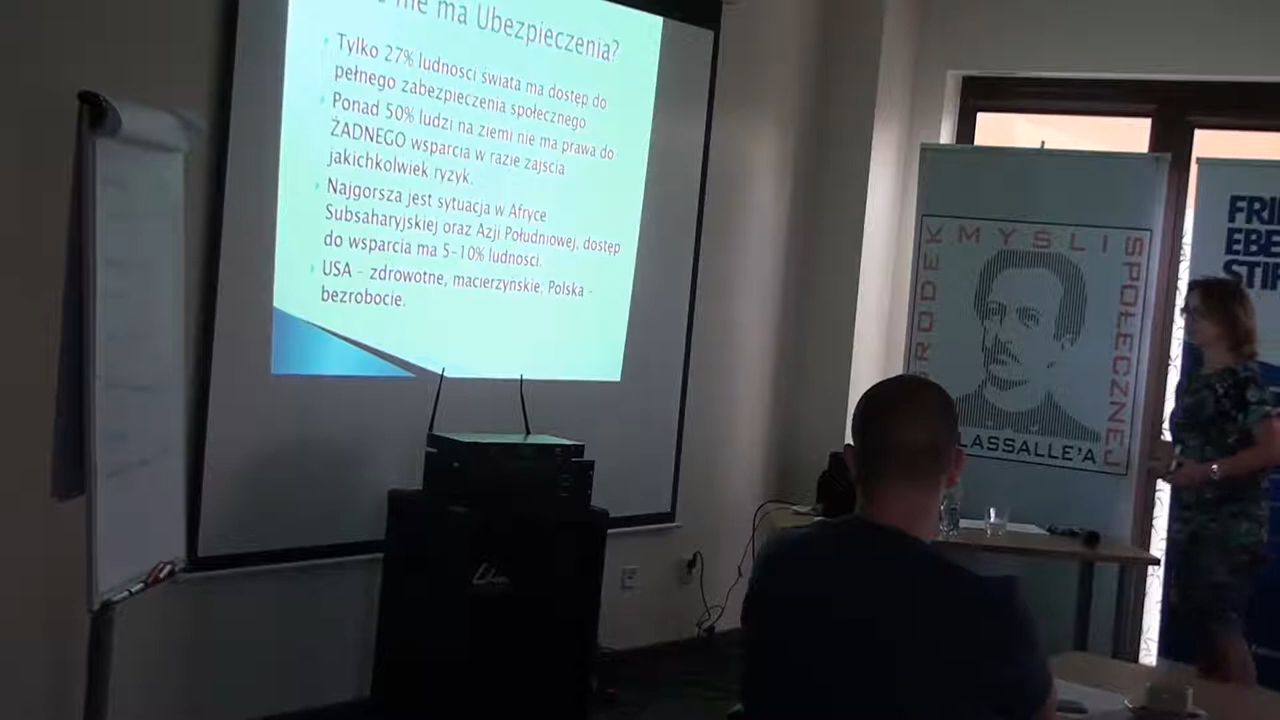 nie ma Ubezpieczenia?
Tylko 27% ludności świata ma dostęp do
pełnego zabezpieczenia społecznego
Ponad 50% ludzi na ziemi nie ma prawa do
ŻADNEGO wsparcia w razie zajścia
jakichkolwiek ryzyk.
Najgorsza jest sytuacja w Afryce
Subsaharyjskiej oraz Azji Południowej, dostęp
do wsparcia ma 5-10% ludności.
USA - zdrowotne, macierzyńskie, Polska -
bezrobocie.
RODEK
MYŚLI
SPOŁECZNEJ
LASSALLE'A
FRI
EBE
STIF